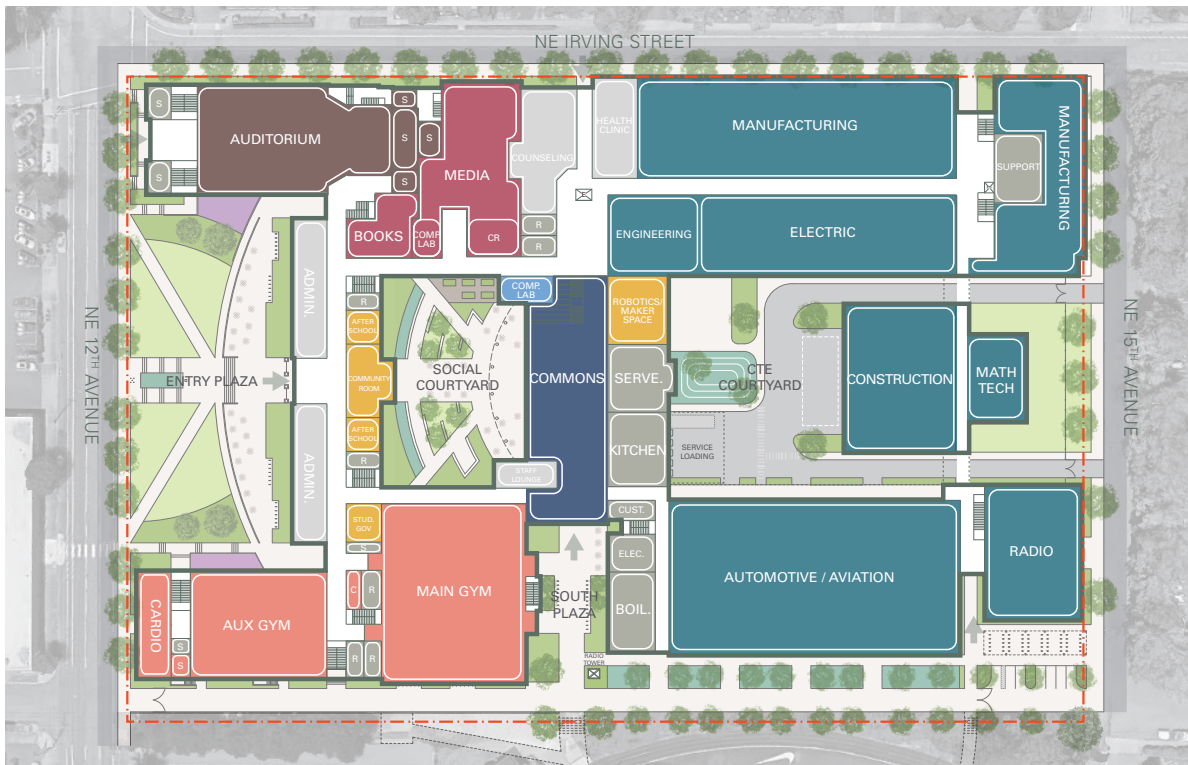 NE IRVING STREET
S
AUDITORIUM
S
S
S
S
S
MEDIA
COUNSELING
HEALTH
CLINIC
MANUFACTURING
SUPPORT
MANUFACTURING
BOOKS
COMP.
LAB
CR
R
R
E
ENGINEERING
ELECTRIC
ADMIN.
R
AFTER
SCHOOL
COMMUNITY
ROOM
AFTER
SCHOOL
R
COMP.
LAB
SOCIAL
COURTYARD
COMMONS
STAFF
LOUNGE
ROBOTICS/
MAKER
SPACE
SERVE.
KITCHEN
CTE
COURTYARD
SERVICE
LOADING
CONSTRUCTION
MATH
TECH
NE 12TH AVENUE
ENTRY PLAZA
NE 15TH AVENUE
ADMIN.
STUD.
GOV
S
CUST.
ELEC.
BOIL.
C
R
MAIN GYM
SOUTH
PLAZA
AUTOMOTIVE / AVIATION
RADIO
CARDIO
S
S
AUX GYM
R
R
RADIO
TOWER